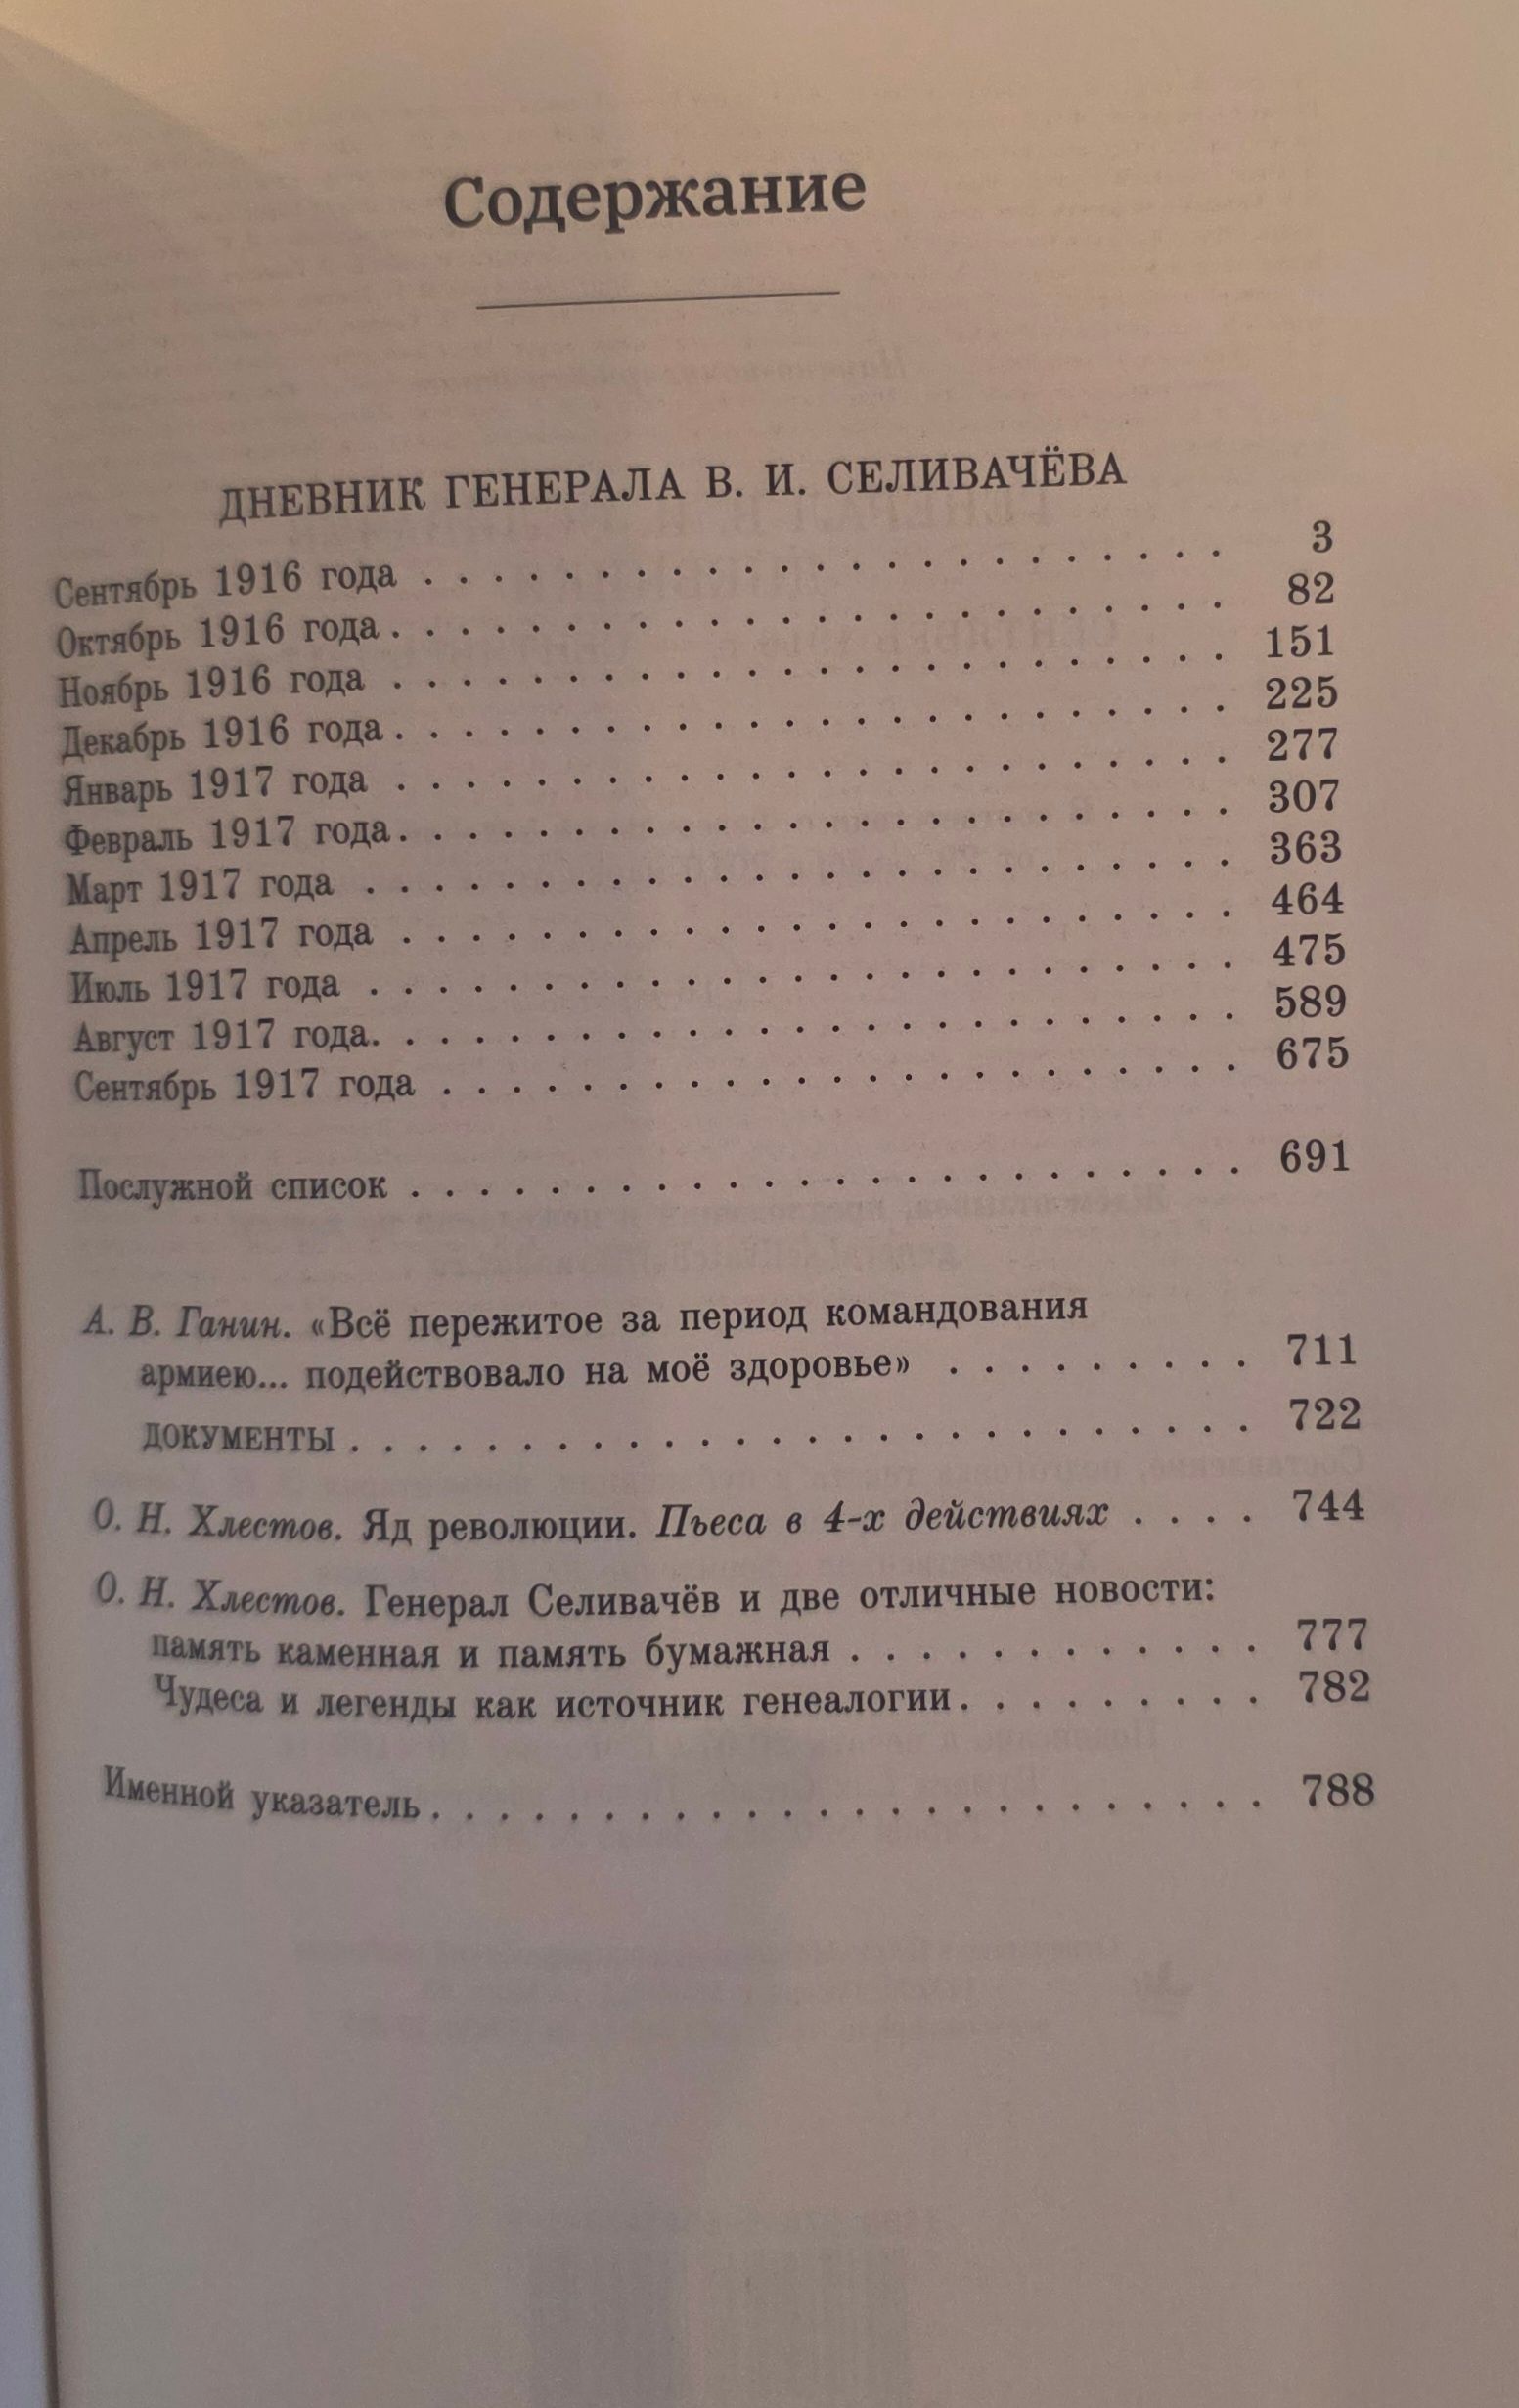 Содержание
ДНЕВНИК ГЕНЕРАЛА В. И. СЕЛИВАЧЁВА
Сентябрь 1916 года . . . . . . . . . . . . . . . . . . . . . . . 3
Октябрь 1916 года . . . . . . . . . . . . . . . . . . . . . . . . 82
Ноябрь 1916 года . . . . . . . . . . . . . . . . . . . . . . . . 151
Декабрь 1916 года . . . . . . . . . . . . . . . . . . . . . . . . 225
Январь 1917 года . . . . . . . . . . . . . . . . . . . . . . . . 277
Февраль 1917 года . . . . . . . . . . . . . . . . . . . . . . . . 307
Март 1917 года . . . . . . . . . . . . . . . . . . . . . . . . . 363
Апрель 1917 года . . . . . . . . . . . . . . . . . . . . . . . . 464
Июль 1917 года . . . . . . . . . . . . . . . . . . . . . . . . . 475
Август 1917 года . . . . . . . . . . . . . . . . . . . . . . . . . 589
Сентябрь 1917 года . . . . . . . . . . . . . . . . . . . . . . . 675
Послужной список . . . . . . . . . . . . . . . . . . . . . . . . 691
А. В. Ганин. «Всё пережитое за период командования
армиею... подействовало на моё здоровье» . . . . . . . . . 711
ДОКУМЕНТЫ . . . . . . . . . . . . . . . . . . . . . . . . . . . 722
О. Н. Хлестов. Яд революции. Пьеса в 4-х действиях . . . . 744
О. Н. Хлестов. Генерал Селивачёв и две отличные новости:
память каменная и память бумажная . . . . . . . . . . . . 777
Чудеса и легенды как источник генеалогии . . . . . . . . . 782
Именной указатель . . . . . . . . . . . . . . . . . . . . . . . . 788